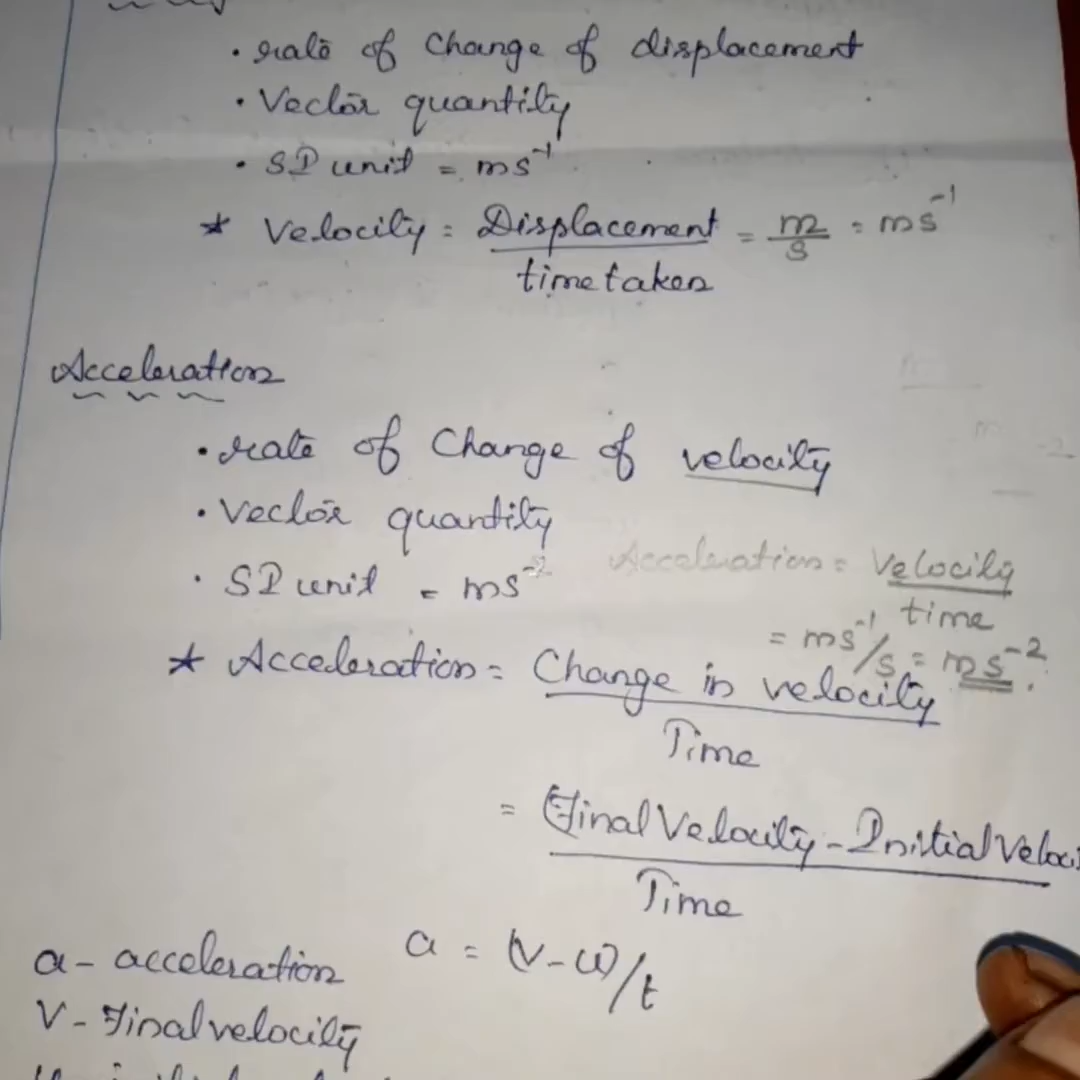 • rate of Change of displacement
• Vector quantity
• SI unit = ms⁻¹
* Velocity = Displacement / time taken = m/s = ms⁻¹
Acceleration
• rate of Change of velocity
• Vector quantity
• SI unit = ms⁻²
Acceleration = Velocity / time
= ms⁻¹/s = ms⁻².
* Acceleration = Change in velocity / Time
= (Final Velocity - Initial Veloci / Time
a = (V-u)/t
a - acceleration
V - Final velocity